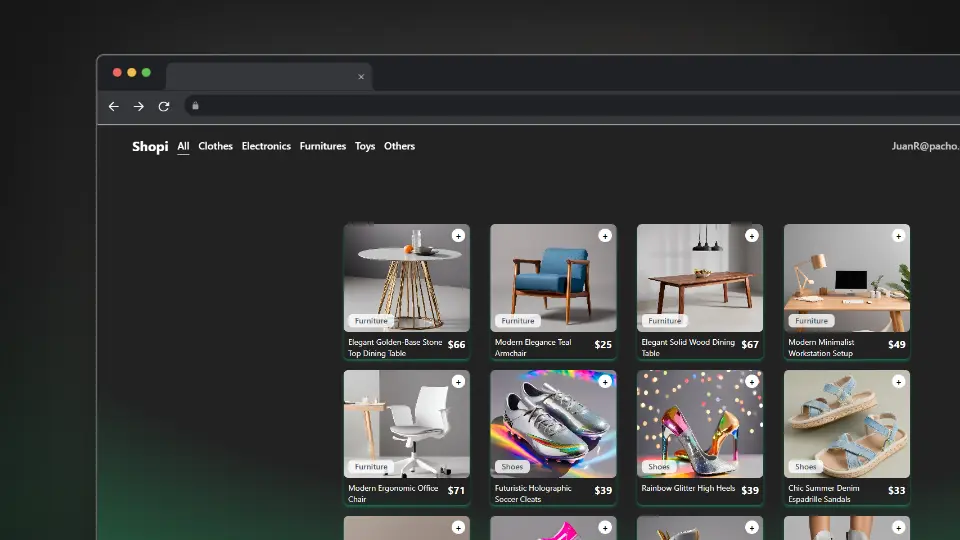 Shopi All Clothes Electronics Furnitures Toys Others
JuanR@pacho.
Furniture
Elegant Golden-Base Stone
Top Dining Table
$66
Furniture
Modern Elegance Teal
Armchair
$25
Furniture
Elegant Solid Wood Dining
Table
$67
Furniture
Modern Minimalist
Workstation Setup
$49
Furniture
Modern Ergonomic Office
Chair
$71
Shoes
Futuristic Holographic
Soccer Cleats
$39
Shoes
Rainbow Glitter High Heels
$39
Shoes
Chic Summer Denim
Espadrille Sandals
$33